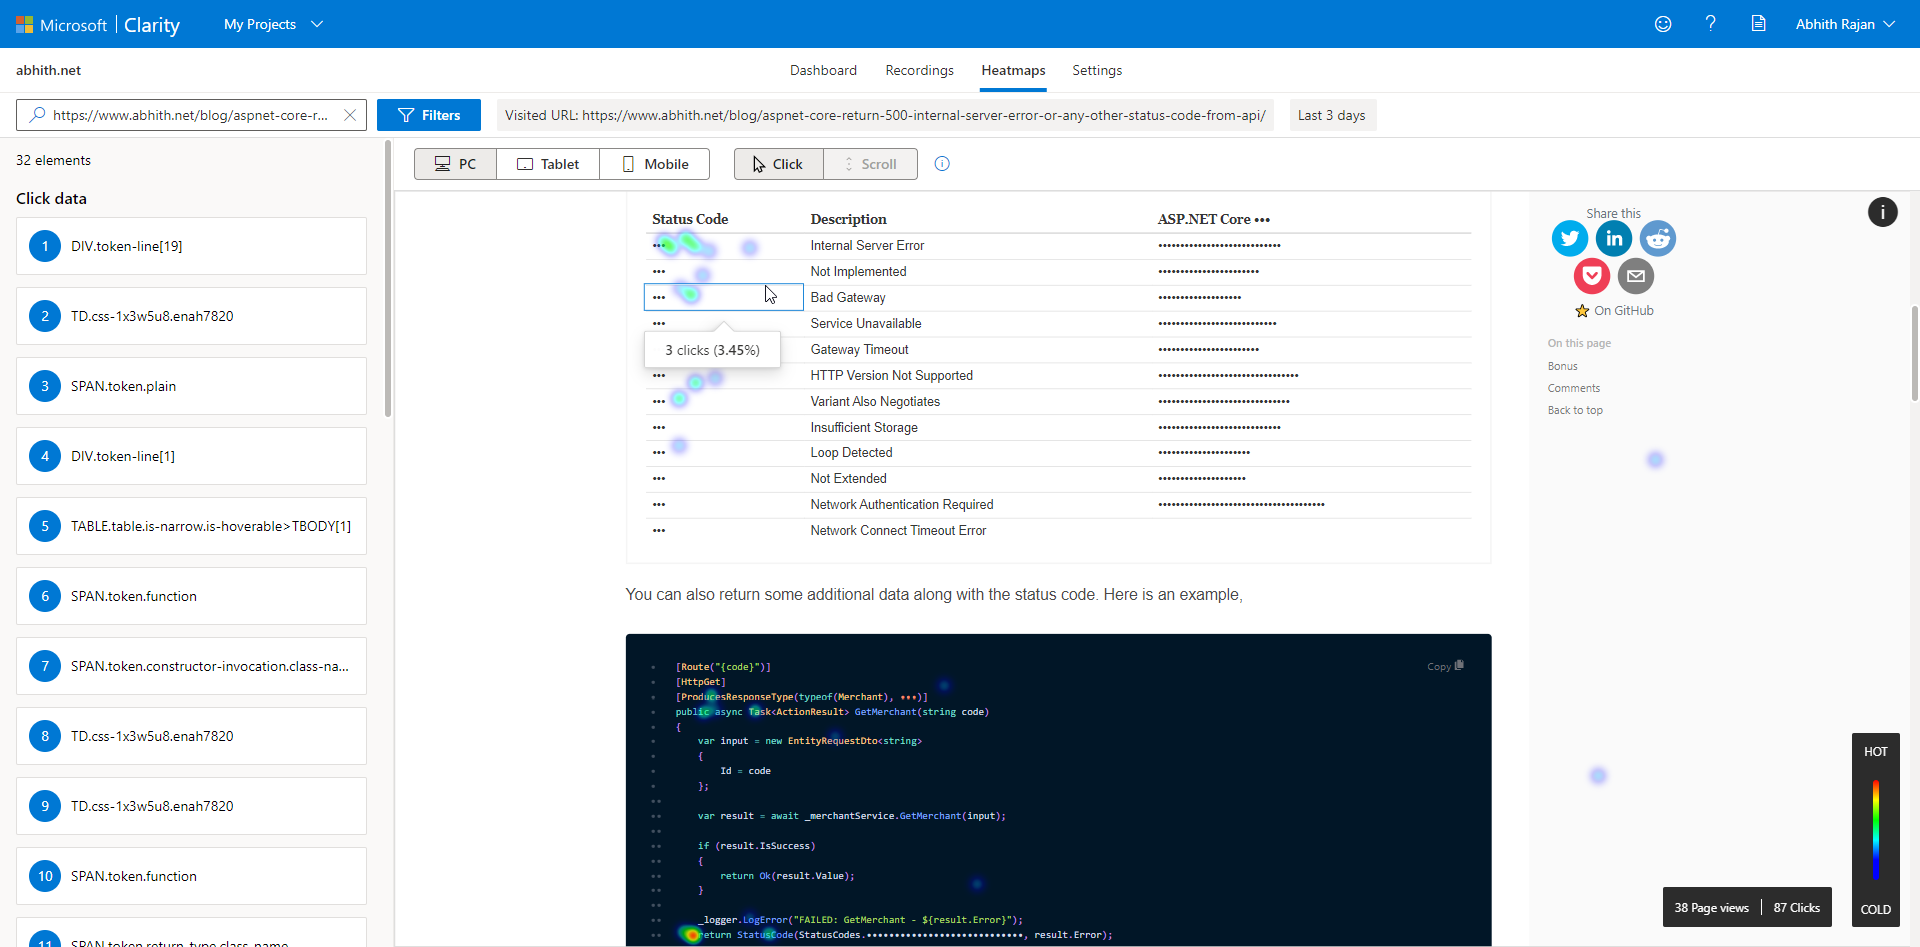 Microsoft | Clarity
My Projects
Abhith Rajan
abhith.net
Dashboard
Recordings
Heatmaps
Settings
https://www.abhith.net/blog/aspnet-core-r...
Filters
Visited URL: https://www.abhith.net/blog/aspnet-core-return-500-internal-server-error-or-any-other-status-code-from-api/
Last 3 days
32 elements
PC
Tablet
Mobile
Click
Scroll
Click data
1 DIV.token-line[19]
2 TD.css-1x3w5u8.enah7820
3 SPAN.token.plain
4 DIV.token-line[1]
5 TABLE.table.is-narrow.is-hoverable>TBODY[1]
6 SPAN.token.function
7 SPAN.token.constructor-invocation.class-na...
8 TD.css-1x3w5u8.enah7820
9 TD.css-1x3w5u8.enah7820
10 SPAN.token.function
11 SPAN.token.return-type.class-name
Status Code Description ASP.NET Core •••
••• Internal Server Error ••••••••••••••••••••••••••••
••• Not Implemented •••••••••••••••••••••••
••• Bad Gateway •••••••••••••••••••
••• Service Unavailable •••••••••••••••••••••••••••
3 clicks (3.45%)
Gateway Timeout •••••••••••••••••••••••
••• HTTP Version Not Supported ••••••••••••••••••••••••••••••••
••• Variant Also Negotiates ••••••••••••••••••••••••••••••
••• Insufficient Storage ••••••••••••••••••••••••••••
••• Loop Detected •••••••••••••••••••••
••• Not Extended ••••••••••••••••••••
••• Network Authentication Required ••••••••••••••••••••••••••••••••••••••
••• Network Connect Timeout Error
You can also return some additional data along with the status code. Here is an example,
Copy
[Route("{code}")]
[HttpGet]
[ProducesResponseType(typeof(Merchant), •••)]
public async Task<ActionResult> GetMerchant(string code)
{
var input = new EntityRequestDto<string>
{
Id = code
};
var result = await _merchantService.GetMerchant(input);
if (result.IsSuccess)
{
return Ok(result.Value);
}
_logger.LogError("FAILED: GetMerchant - ${result.Error}");
return StatusCode(StatusCodes.••••••••••••••••••••••••••••, result.Error);
Share this
On GitHub
On this page
Bonus
Comments
Back to top
HOT
COLD
38 Page views | 87 Clicks